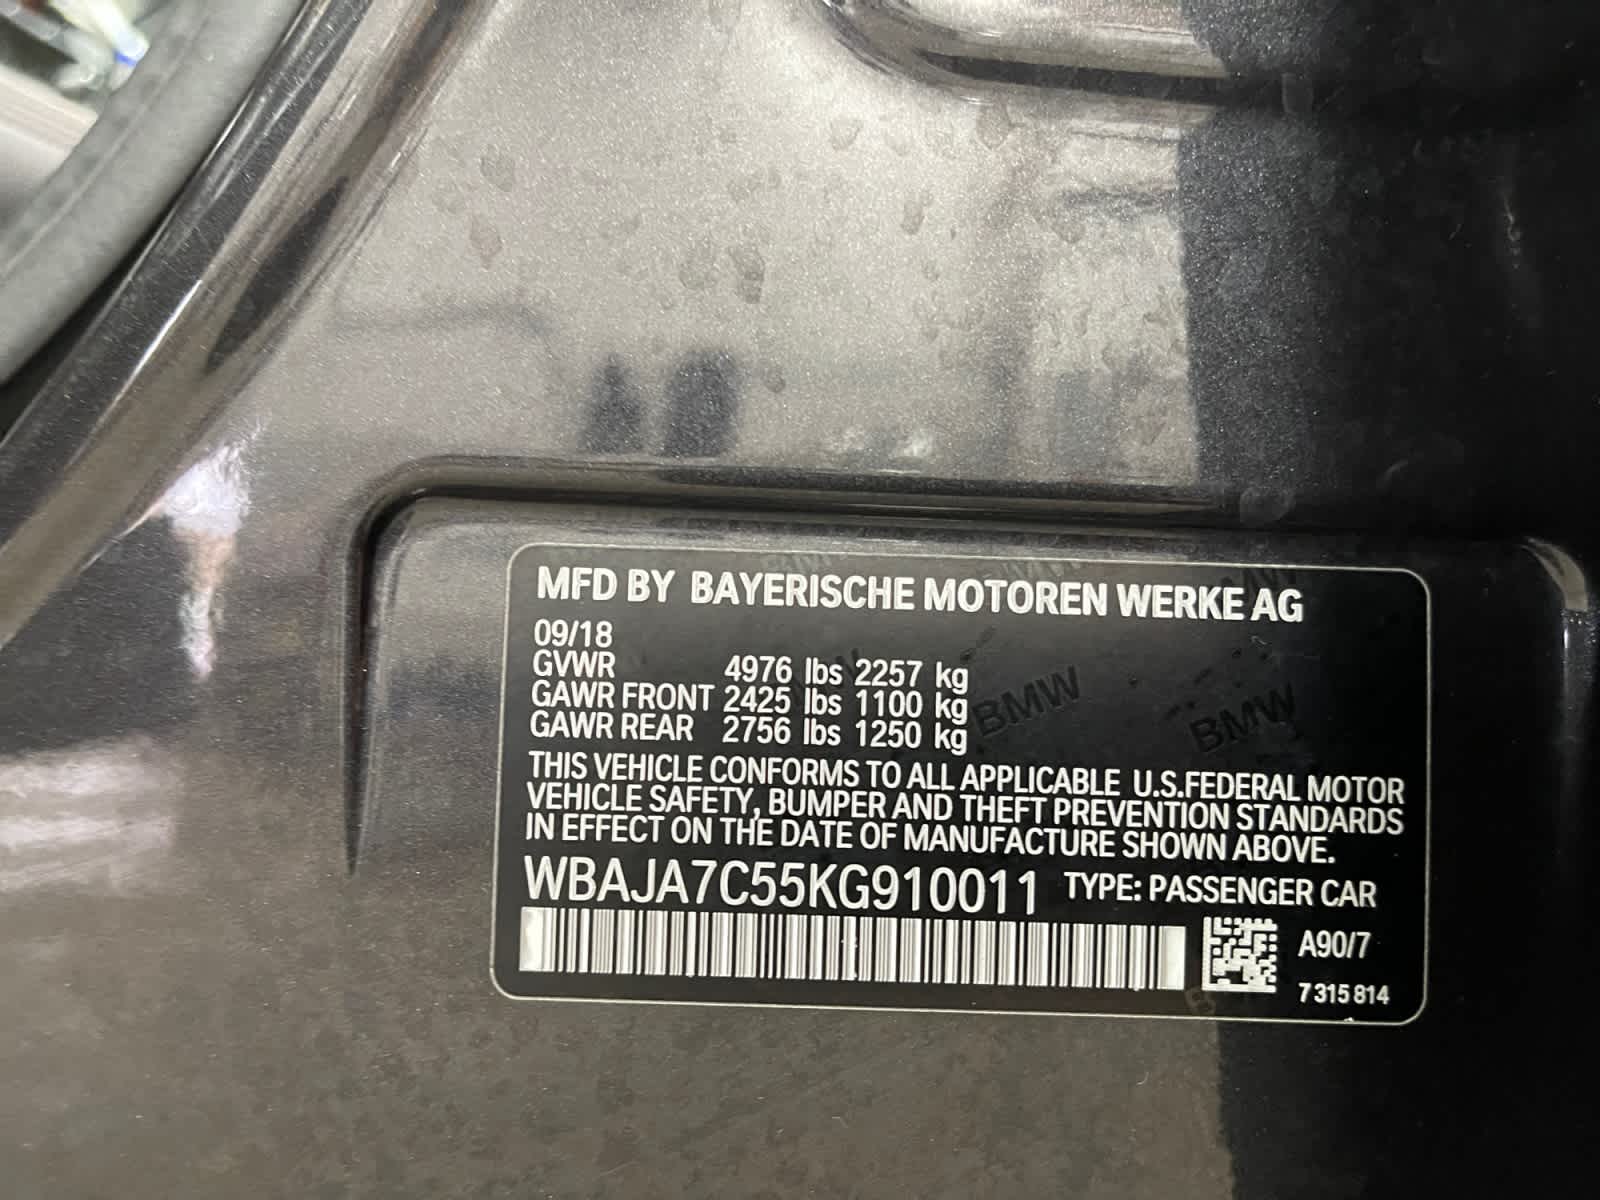 MFD BY BAYERISCHE MOTOREN WERKE AG
09/18
GVWR 4976 lbs 2257 kg
GAWR FRONT 2425 lbs 1100 kg
GAWR REAR 2756 lbs 1250 kg
BMW BMW
THIS VEHICLE CONFORMS TO ALL APPLICABLE U.S.FEDERAL MOTOR
VEHICLE SAFETY, BUMPER AND THEFT PREVENTION STANDARDS
IN EFFECT ON THE DATE OF MANUFACTURE SHOWN ABOVE.
WBAJA7C55KG910011 TYPE: PASSENGER CAR
A90/7
7 315 814